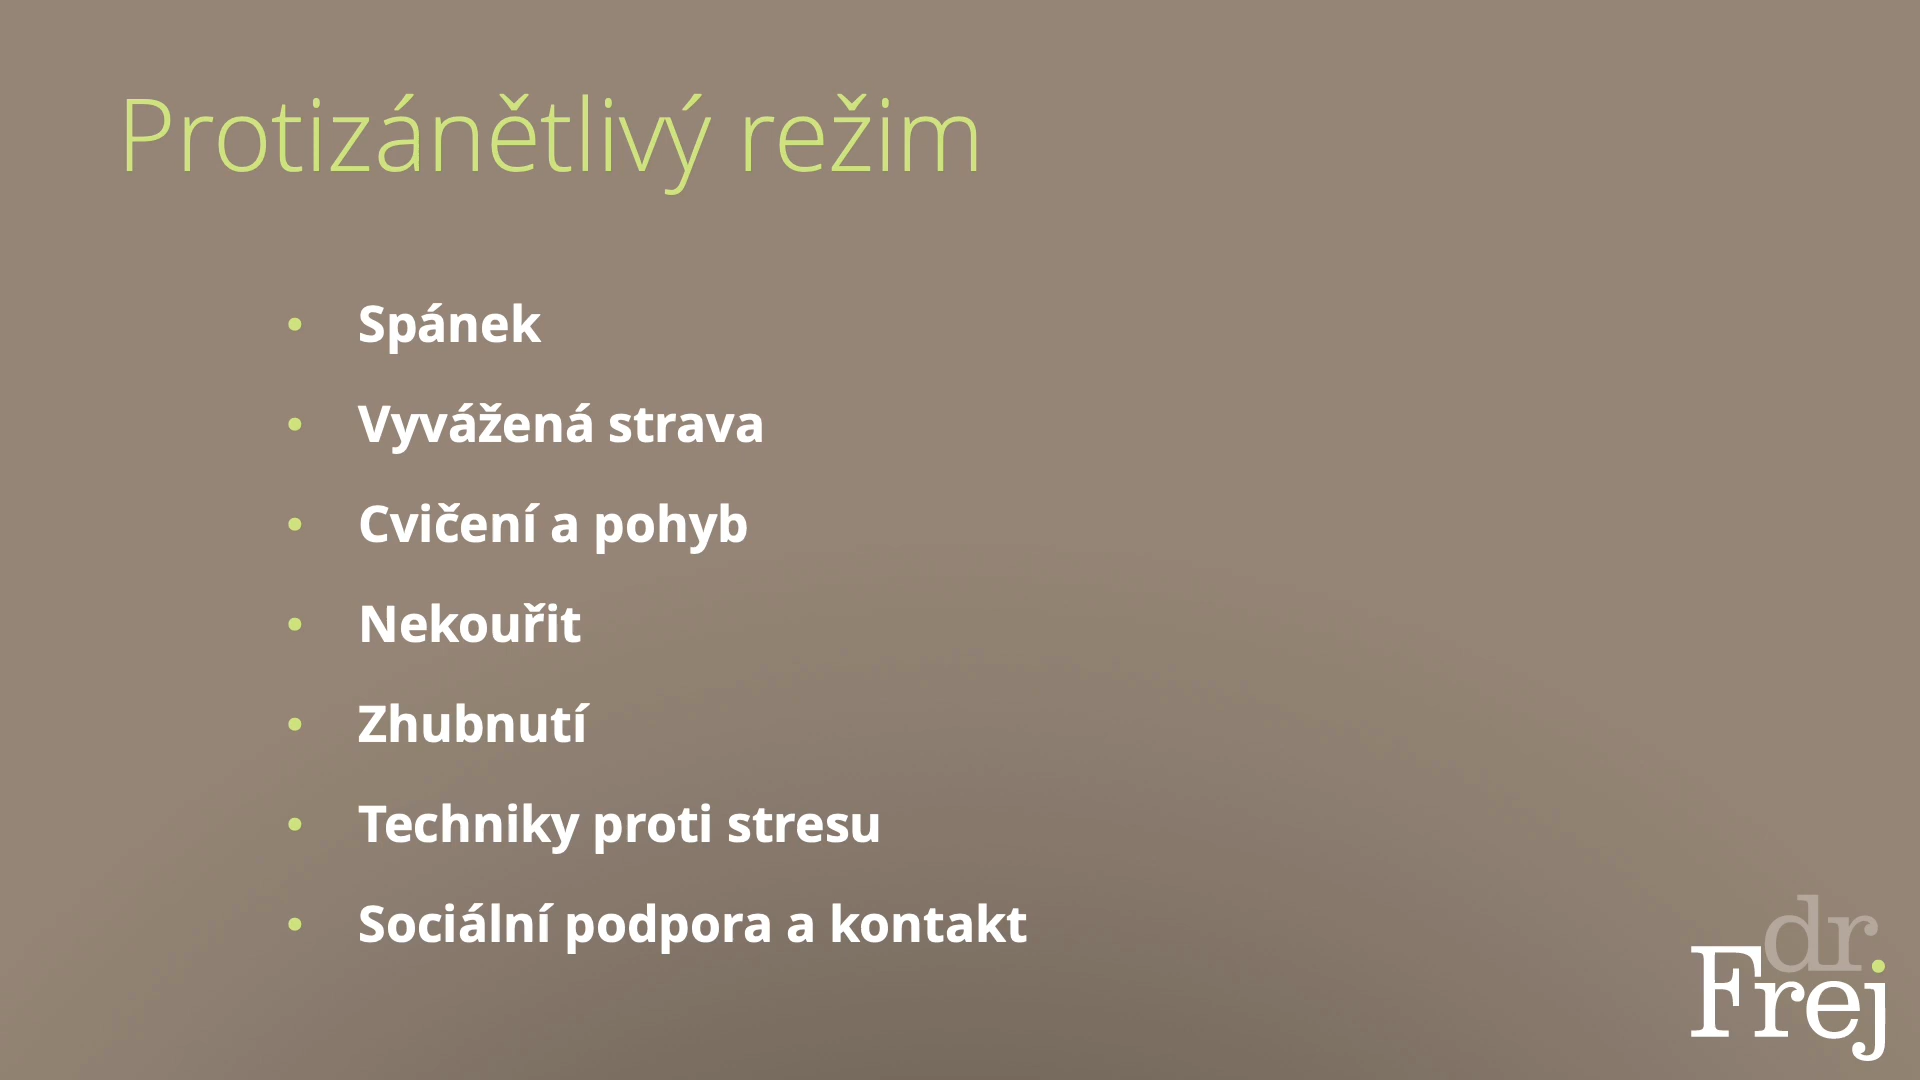 Protizánětlivý režim
• Spánek
• Vyvážená strava
• Cvičení a pohyb
• Nekouřit
• Zhubnutí
• Techniky proti stresu
• Sociální podpora a kontakt
dr.
Frej